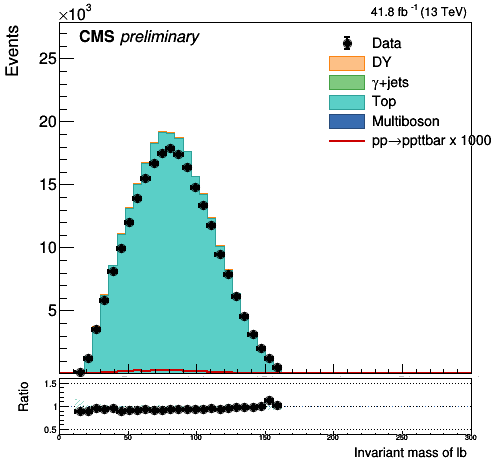 ×10³
41.8 fb⁻¹ (13 TeV)
CMS preliminary
Events
Data
DY
γ+jets
Top
Multiboson
pp→ppttbar x 1000
25
20
15
10
5
Ratio
1.5
1
0.5
0 50 100 150 200 250 300
Invariant mass of lb